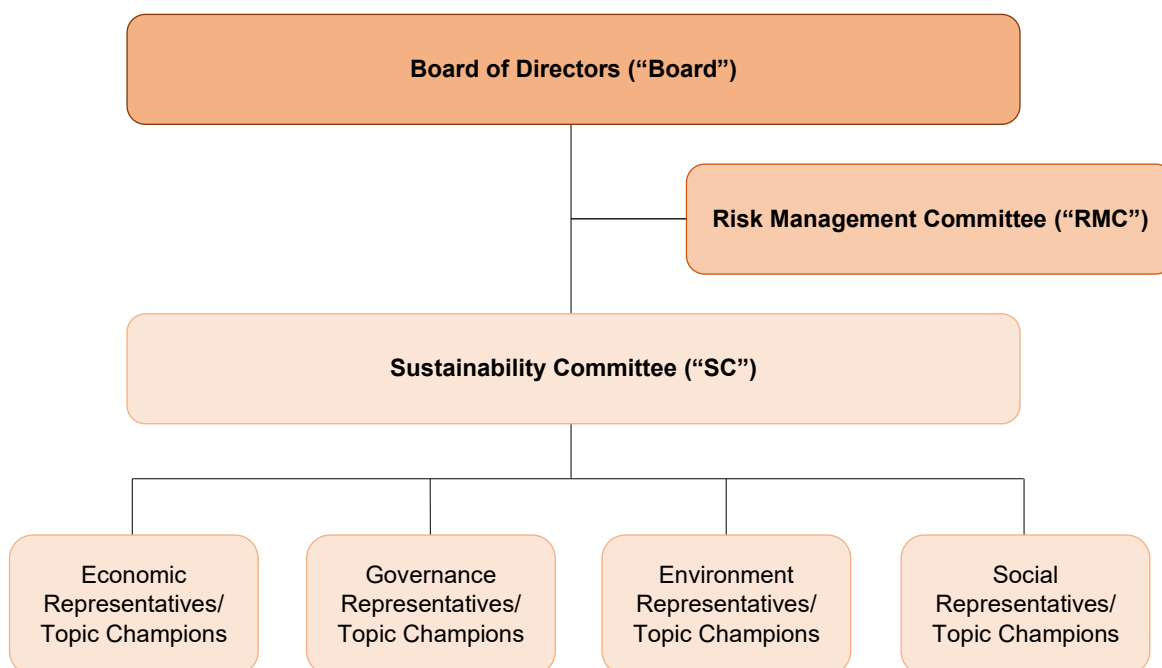 Board of Directors (“Board”)
Risk Management Committee (“RMC”)
Sustainability Committee (“SC”)
Economic
Representatives/
Topic Champions
Governance
Representatives/
Topic Champions
Environment
Representatives/
Topic Champions
Social
Representatives/
Topic Champions